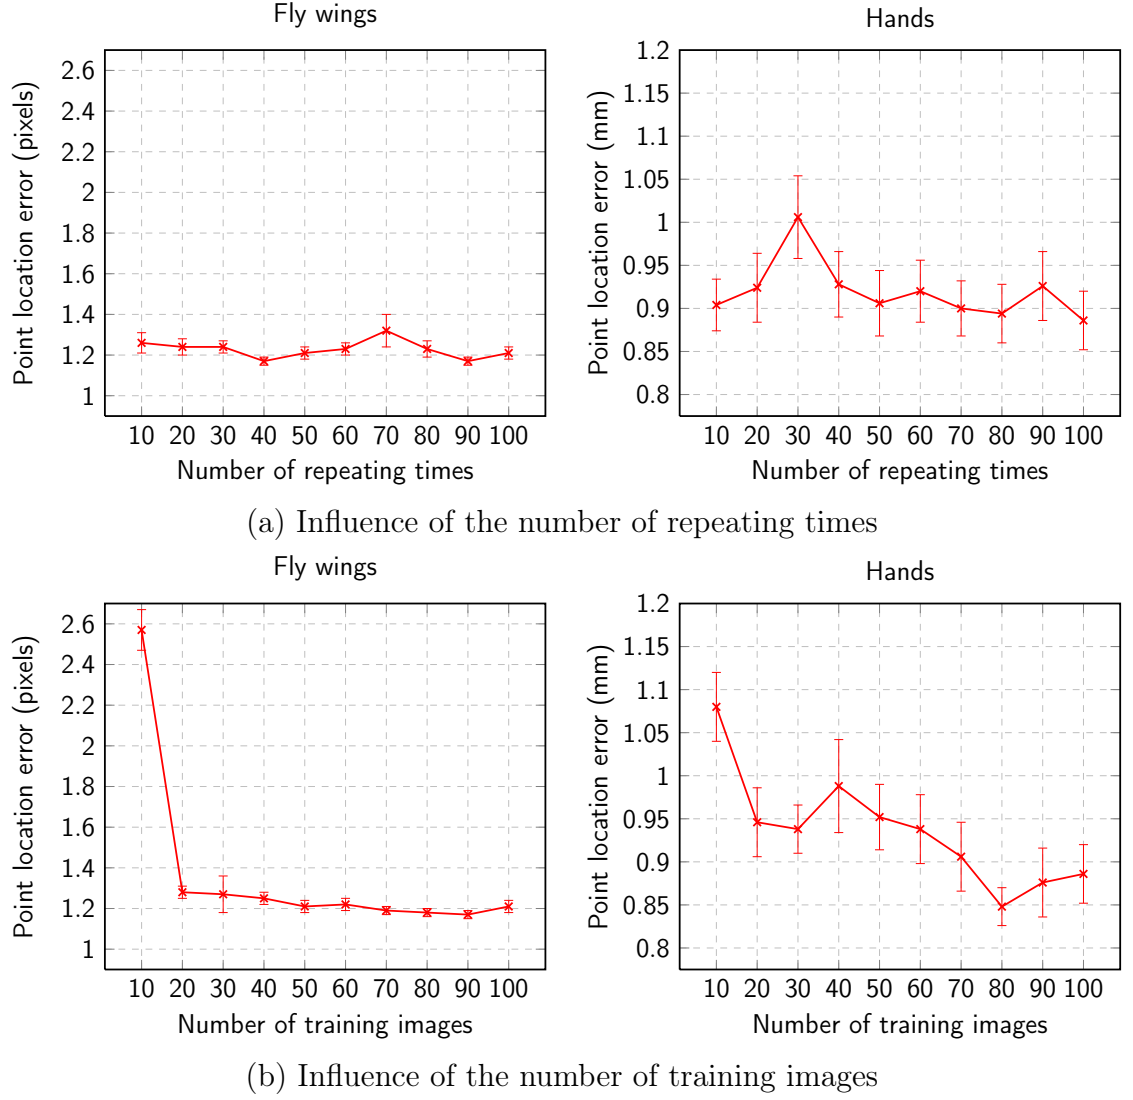 Fly wings
Hands
Point location error (pixels)
2.6
2.4
2.2
2
1.8
1.6
1.4
1.2
1
10 20 30 40 50 60 70 80 90 100
Number of repeating times
Point location error (mm)
1.2
1.15
1.1
1.05
1
0.95
0.9
0.85
0.8
10 20 30 40 50 60 70 80 90 100
Number of repeating times
(a) Influence of the number of repeating times
Fly wings
Hands
Point location error (pixels)
2.6
2.4
2.2
2
1.8
1.6
1.4
1.2
1
10 20 30 40 50 60 70 80 90 100
Number of training images
Point location error (mm)
1.2
1.15
1.1
1.05
1
0.95
0.9
0.85
0.8
10 20 30 40 50 60 70 80 90 100
Number of training images
(b) Influence of the number of training images